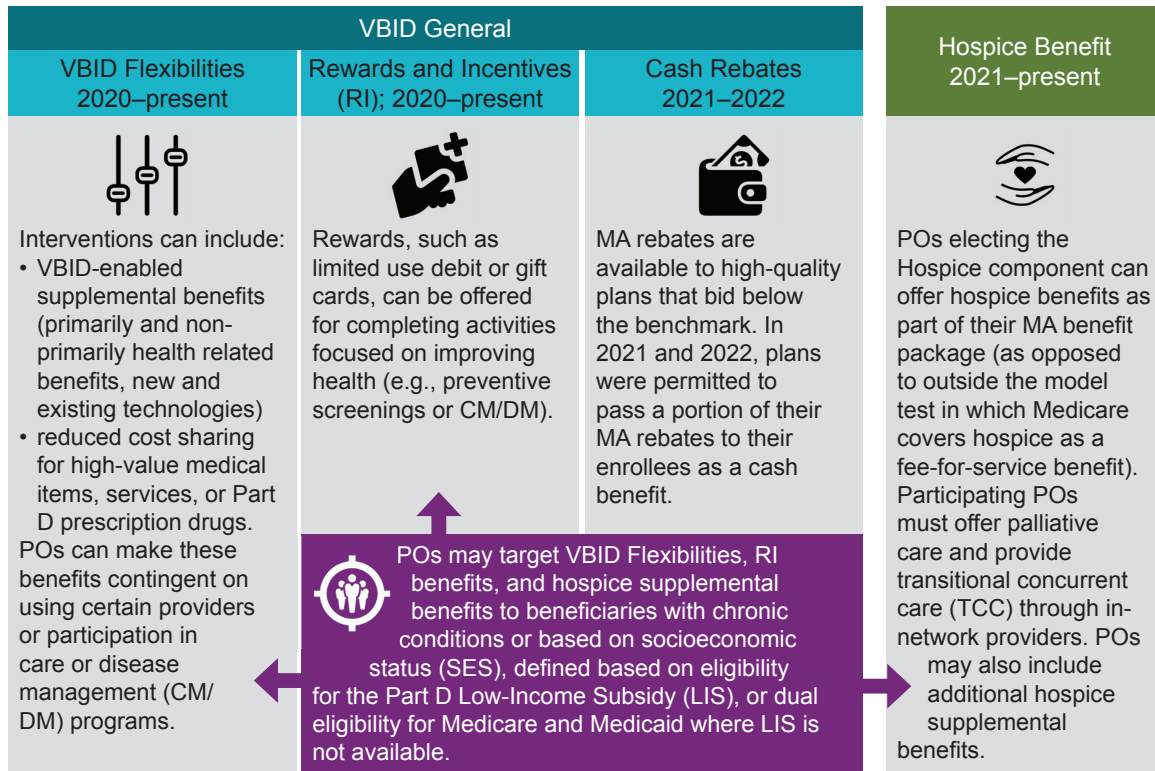 VBID General
VBID Flexibilities
2020–present
Interventions can include:
• VBID-enabled
supplemental benefits
(primarily and non-
primarily health related
benefits, new and
existing technologies)
• reduced cost sharing
for high-value medical
items, services, or Part
D prescription drugs.
POs can make these
benefits contingent on
using certain providers
or participation in
care or disease
management (CM/
DM) programs.
Rewards and Incentives
(RI); 2020–present
Rewards, such as
limited use debit or gift
cards, can be offered
for completing activities
focused on improving
health (e.g., preventive
screenings or CM/DM).
Cash Rebates
2021–2022
MA rebates are
available to high-quality
plans that bid below
the benchmark. In
2021 and 2022, plans
were permitted to
pass a portion of their
MA rebates to their
enrollees as a cash
benefit.
POs may target VBID Flexibilities, RI
benefits, and hospice supplemental
benefits to beneficiaries with chronic
conditions or based on socioeconomic
status (SES), defined based on eligibility
for the Part D Low-Income Subsidy (LIS), or dual
eligibility for Medicare and Medicaid where LIS is
not available.
Hospice Benefit
2021–present
POs electing the
Hospice component can
offer hospice benefits as
part of their MA benefit
package (as opposed
to outside the model
test in which Medicare
covers hospice as a
fee-for-service benefit).
Participating POs
must offer palliative
care and provide
transitional concurrent
care (TCC) through in-
network providers. POs
may also include
additional hospice
supplemental
benefits.